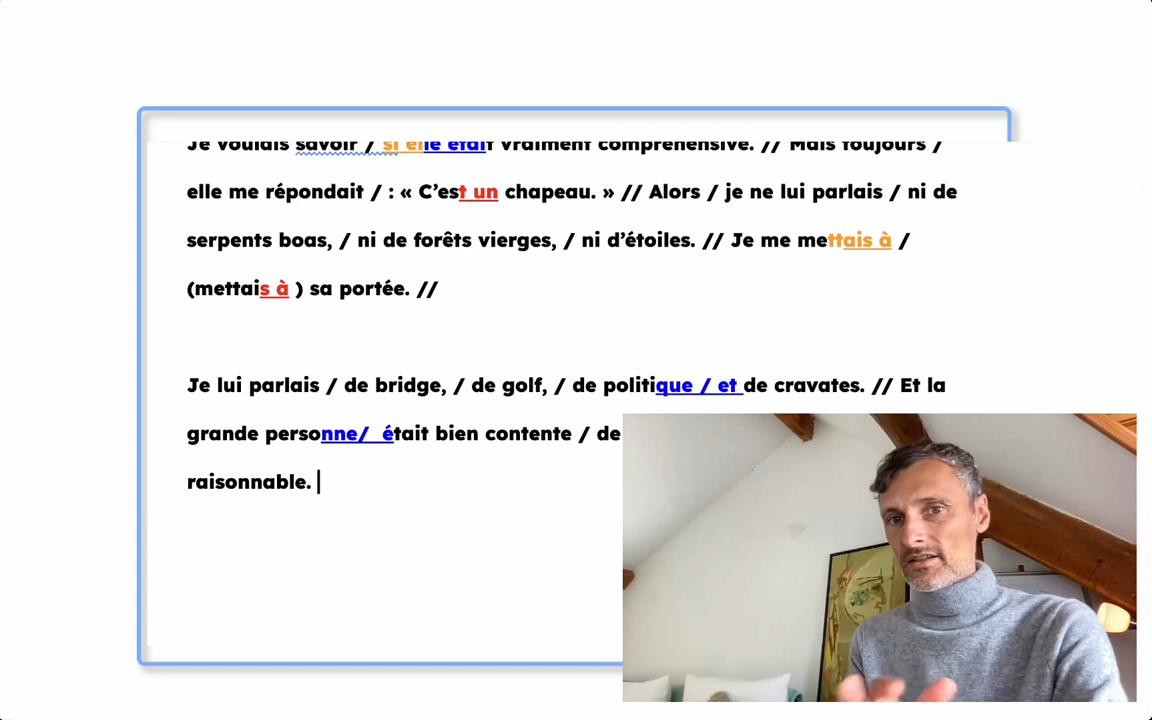 Je voulais savoir / si elle était vraiment compréhensive. // Mais toujours /
elle me répondait / : « C’est un chapeau. » // Alors / je ne lui parlais / ni de
serpents boas, / ni de forêts vierges, / ni d’étoiles. // Je me mettais à /
(mettais à ) sa portée. //
Je lui parlais / de bridge, / de golf, / de politique / et de cravates. // Et la
grande personne/ était bien contente / de
raisonnable.